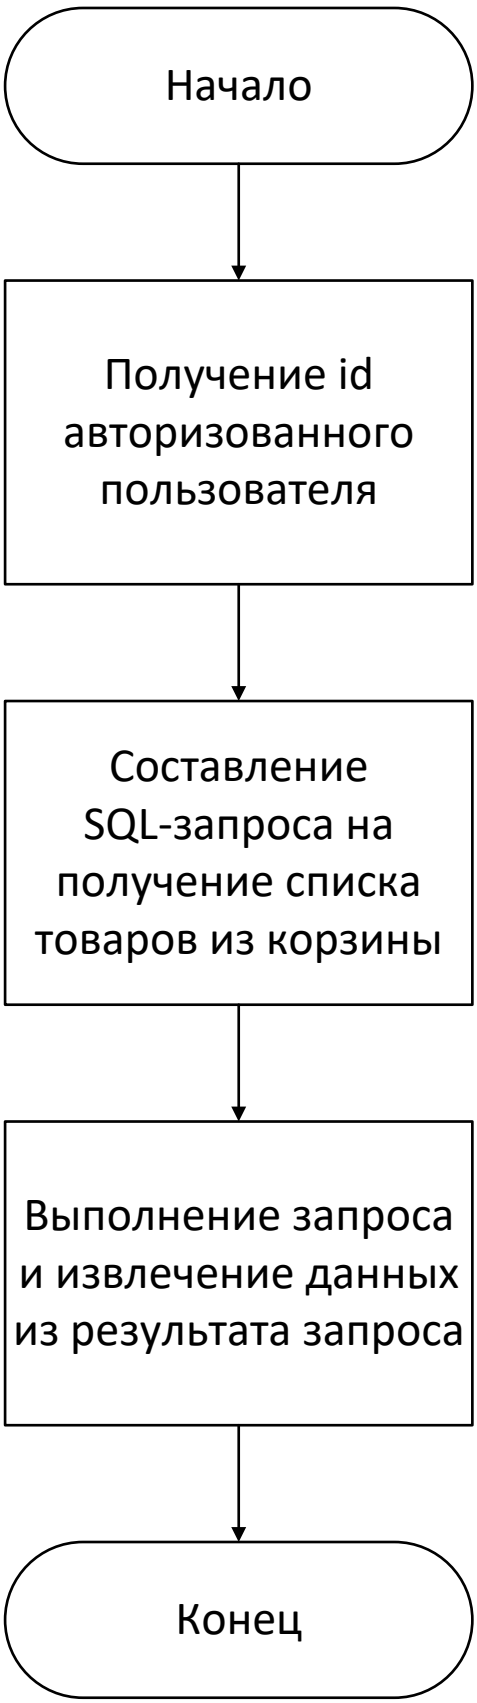 Начало
Получение id
авторизованного
пользователя
Составление
SQL-запроса на
получение списка
товаров из корзины
Выполнение запроса
и извлечение данных
из результата запроса
Конец